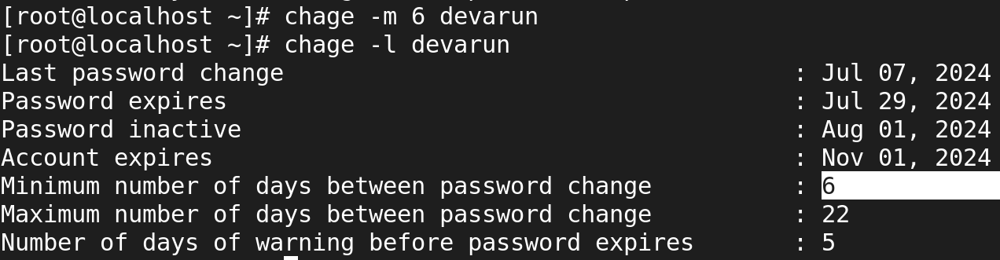 [root@localhost ~]# chage -m 6 devarun
[root@localhost ~]# chage -l devarun
Last password change : Jul 07, 2024
Password expires : Jul 29, 2024
Password inactive : Aug 01, 2024
Account expires : Nov 01, 2024
Minimum number of days between password change : 6
Maximum number of days between password change : 22
Number of days of warning before password expires : 5